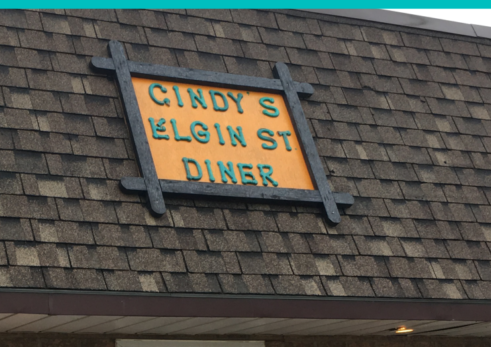 CINDY'S
ELGIN ST.
DINER